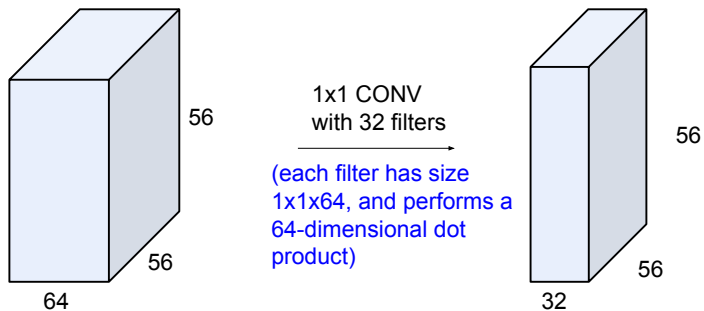 56
56
64
1x1 CONV
with 32 filters
(each filter has size
1x1x64, and performs a
64-dimensional dot
product)
56
56
32